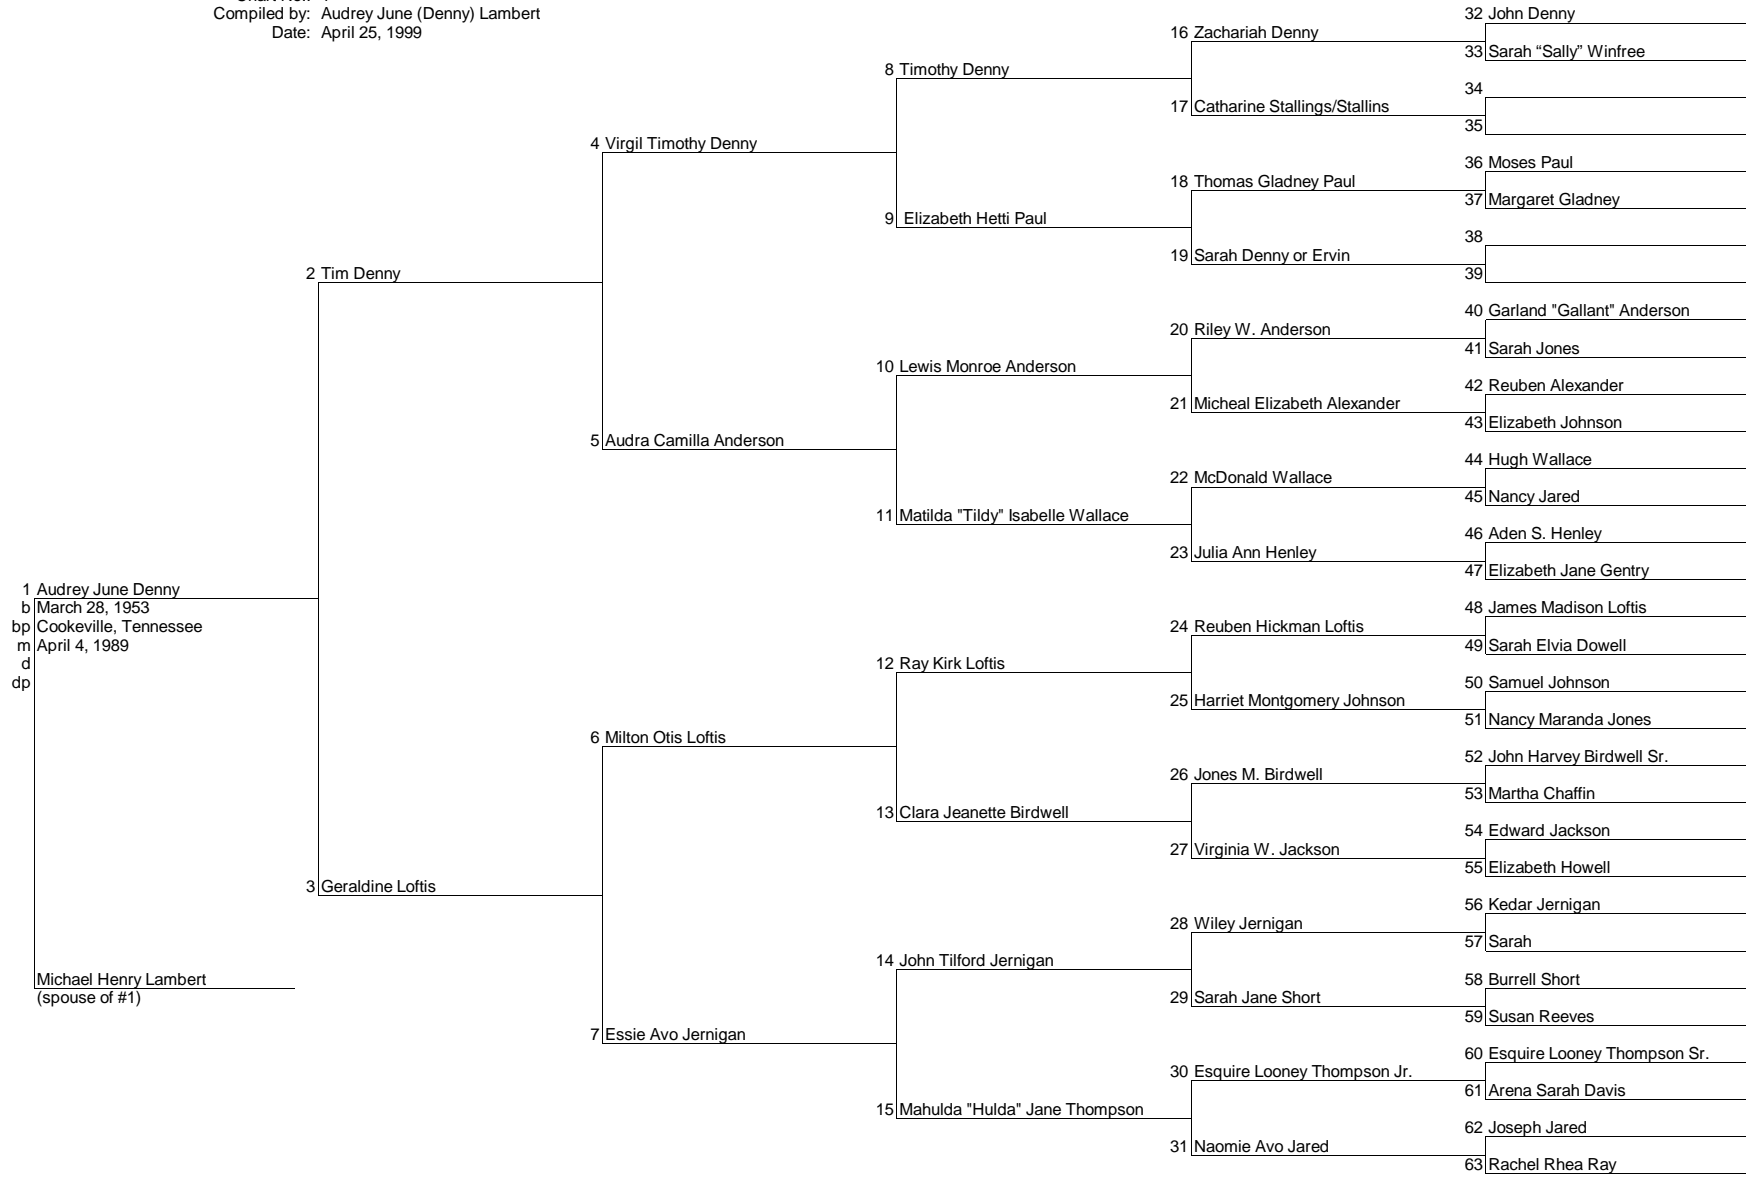 Compiled by: Audrey June (Denny) Lambert
Date: April 25, 1999
1 Audrey June Denny
b March 28, 1953
bp Cookeville, Tennessee
m April 4, 1989
d
dp
Michael Henry Lambert
(spouse of #1)
2 Tim Denny
3 Geraldine Loftis
4 Virgil Timothy Denny
5 Audra Camilla Anderson
6 Milton Otis Loftis
7 Essie Avo Jernigan
8 Timothy Denny
9 Elizabeth Hetti Paul
10 Lewis Monroe Anderson
11 Matilda "Tildy" Isabelle Wallace
12 Ray Kirk Loftis
13 Clara Jeanette Birdwell
14 John Tilford Jernigan
15 Mahulda "Hulda" Jane Thompson
16 Zachariah Denny
17 Catharine Stallings/Stallins
18 Thomas Gladney Paul
19 Sarah Denny or Ervin
20 Riley W. Anderson
21 Micheal Elizabeth Alexander
22 McDonald Wallace
23 Julia Ann Henley
24 Reuben Hickman Loftis
25 Harriet Montgomery Johnson
26 Jones M. Birdwell
27 Virginia W. Jackson
28 Wiley Jernigan
29 Sarah Jane Short
30 Esquire Looney Thompson Jr.
31 Naomie Avo Jared
32 John Denny
33 Sarah “Sally” Winfree
34
35
36 Moses Paul
37 Margaret Gladney
38
39
40 Garland "Gallant" Anderson
41 Sarah Jones
42 Reuben Alexander
43 Elizabeth Johnson
44 Hugh Wallace
45 Nancy Jared
46 Aden S. Henley
47 Elizabeth Jane Gentry
48 James Madison Loftis
49 Sarah Elvia Dowell
50 Samuel Johnson
51 Nancy Maranda Jones
52 John Harvey Birdwell Sr.
53 Martha Chaffin
54 Edward Jackson
55 Elizabeth Howell
56 Kedar Jernigan
57 Sarah
58 Burrell Short
59 Susan Reeves
60 Esquire Looney Thompson Sr.
61 Arena Sarah Davis
62 Joseph Jared
63 Rachel Rhea Ray